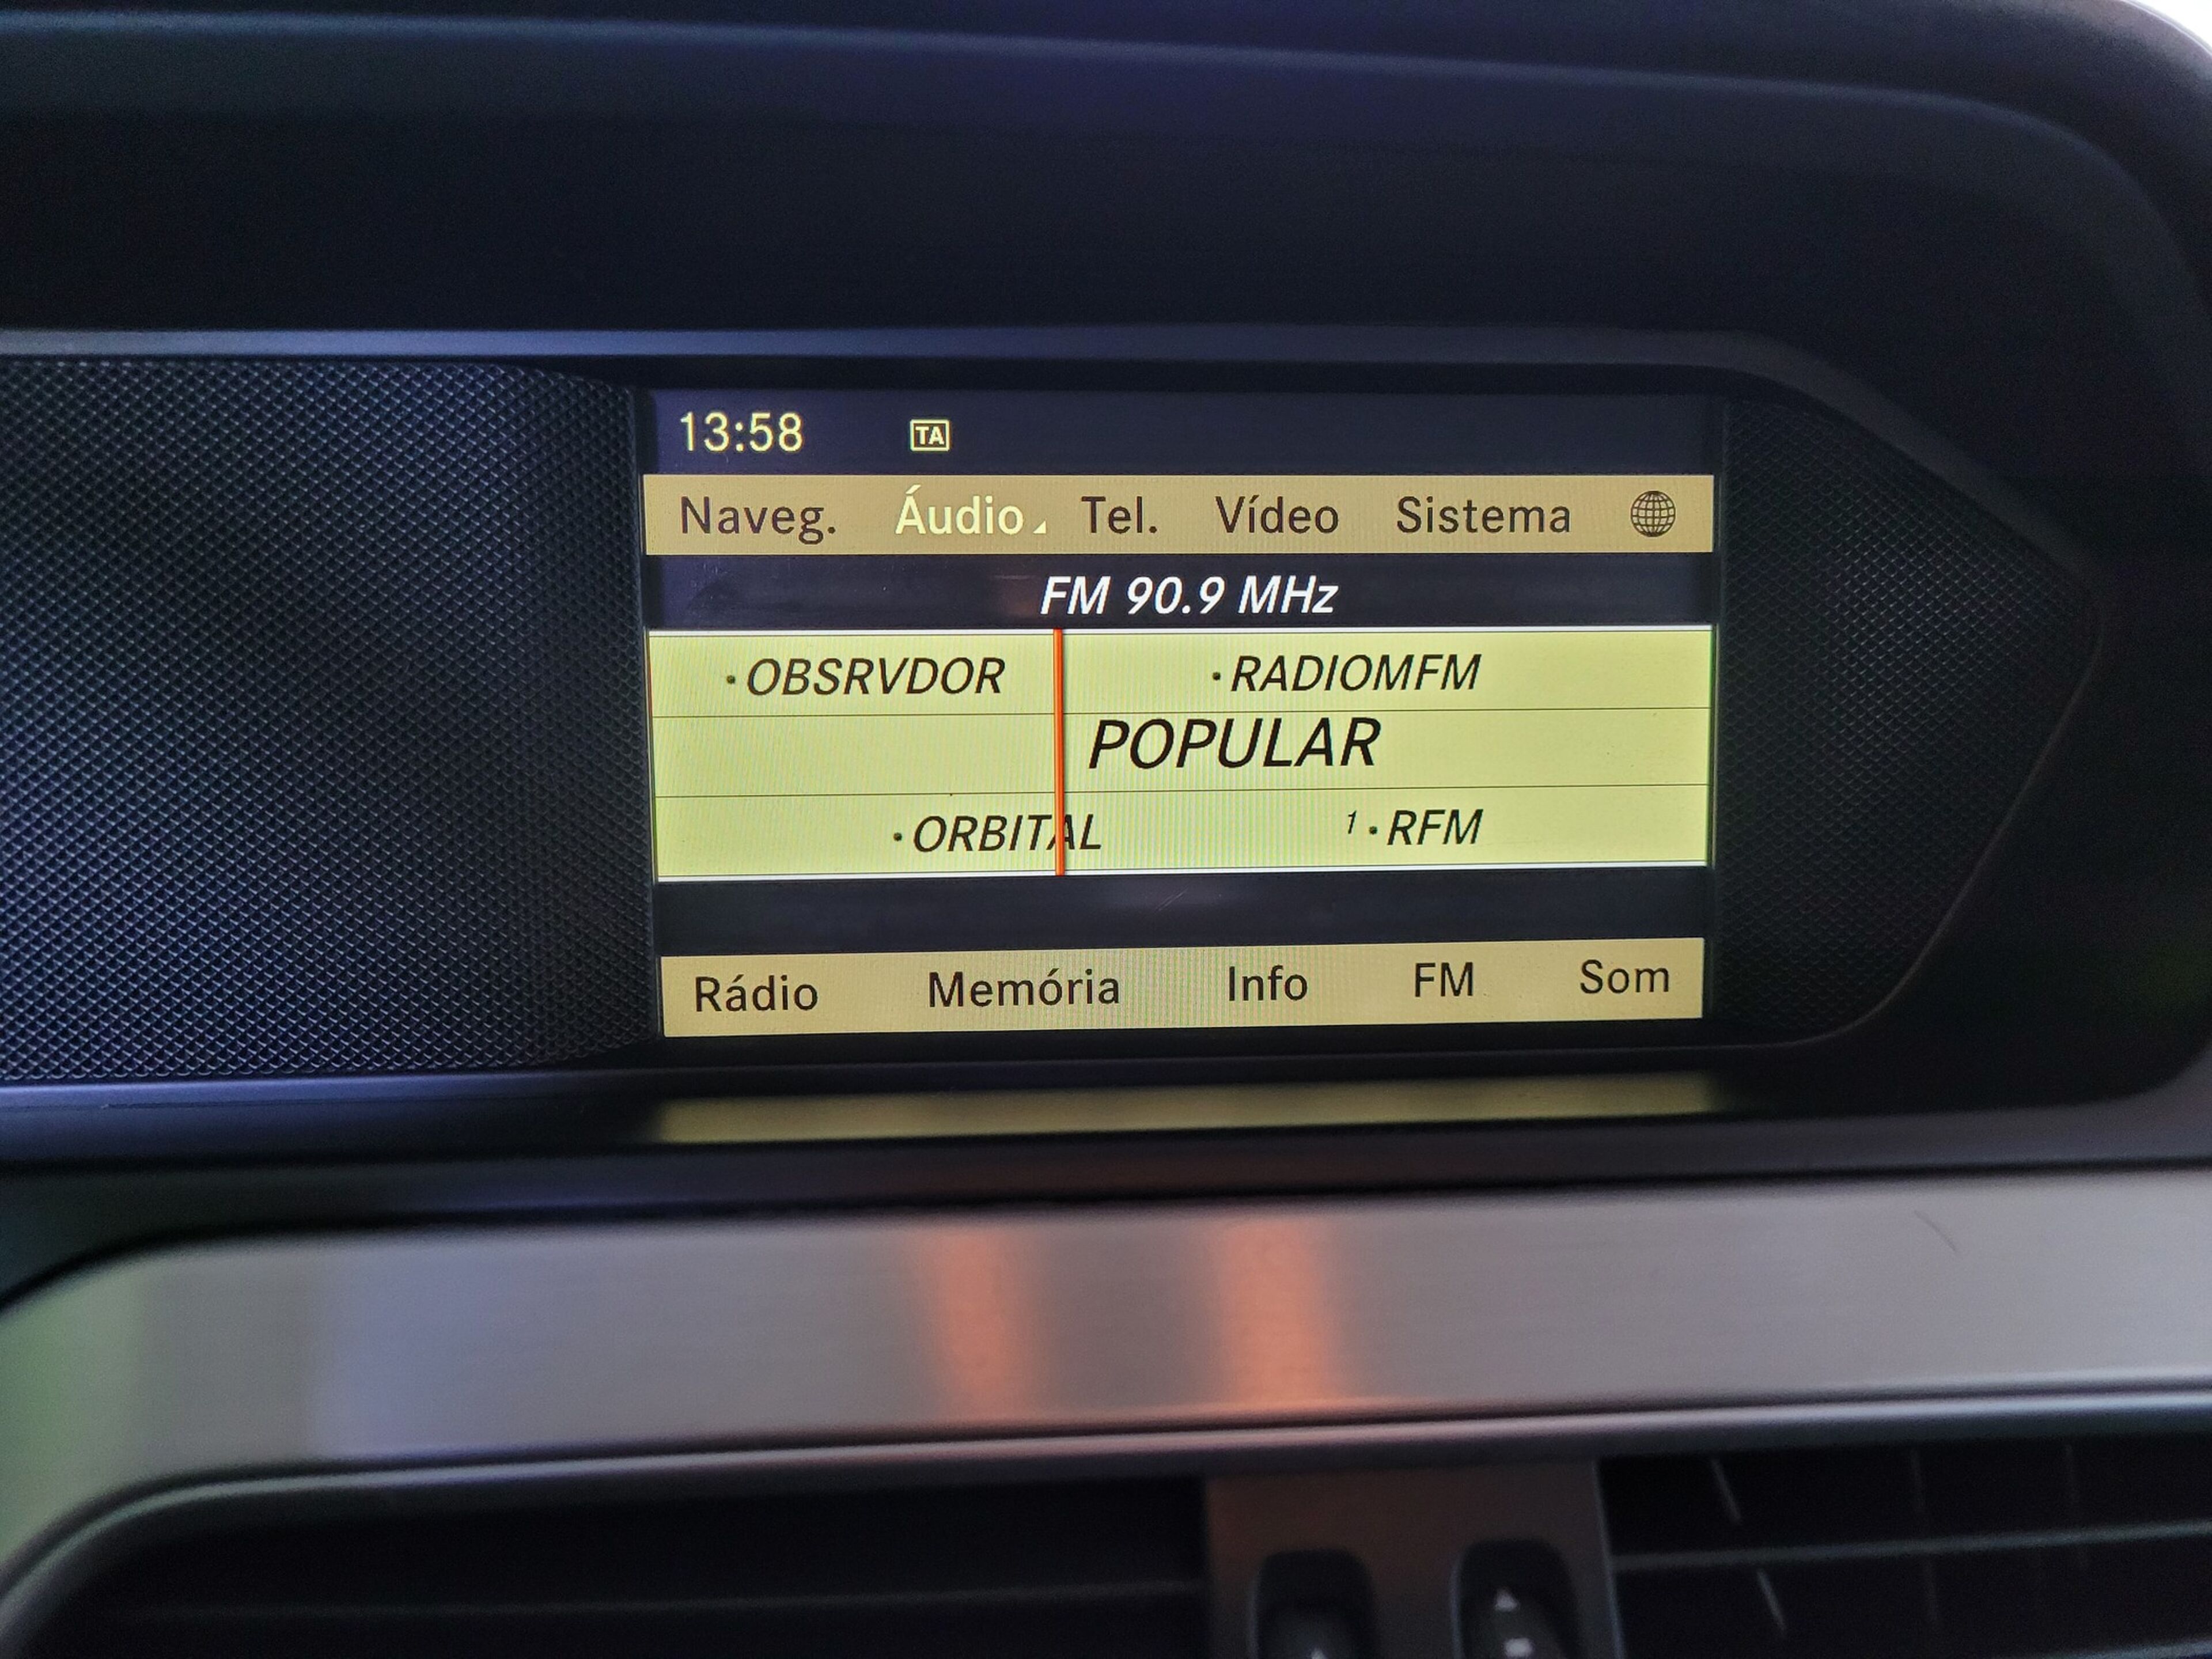 13:58 TA
Naveg. Áudio Tel. Vídeo Sistema
FM 90.9 MHz
·OBSRVDOR ·RADIOMFM
POPULAR
·ORBITAL 1·RFM
Rádio Memória Info FM Som